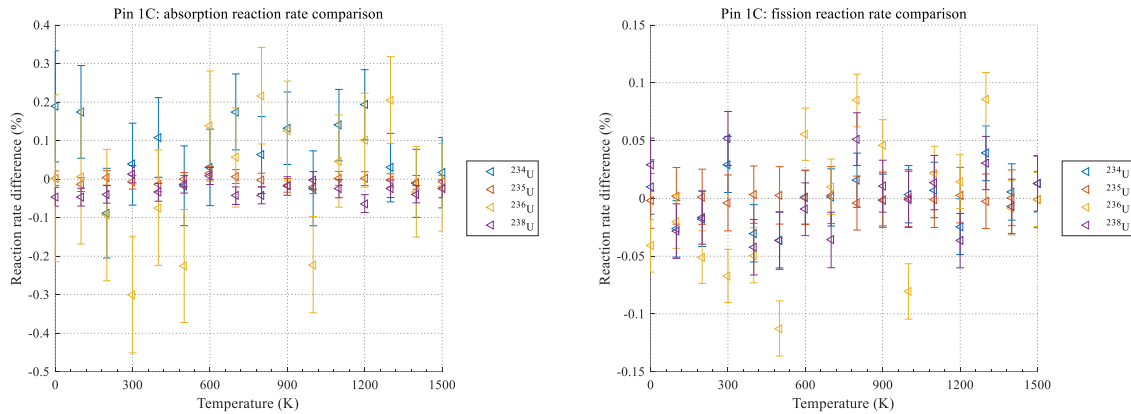 Pin 1C: absorption reaction rate comparison
0.4
0.3
0.2
0.1
0
-0.1
-0.2
-0.3
-0.4
-0.5
Reaction rate difference (%)
0 300 600 900 1200 1500
Temperature (K)
²³⁴U
²³⁵U
²³⁶U
²³⁸U
Pin 1C: fission reaction rate comparison
0.15
0.1
0.05
0
-0.05
-0.1
-0.15
Reaction rate difference (%)
0 300 600 900 1200 1500
Temperature (K)
²³⁴U
²³⁵U
²³⁶U
²³⁸U